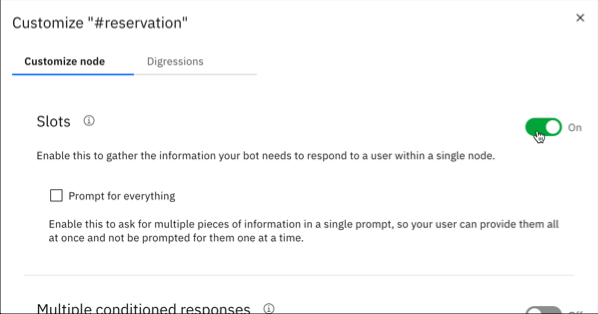 Customize "#reservation"
Customize node
Digressions
Slots
On
Enable this to gather the information your bot needs to respond to a user within a single node.
Prompt for everything
Enable this to ask for multiple pieces of information in a single prompt, so your user can provide them all
at once and not be prompted for them one at a time.
Multiple conditioned responses
Off